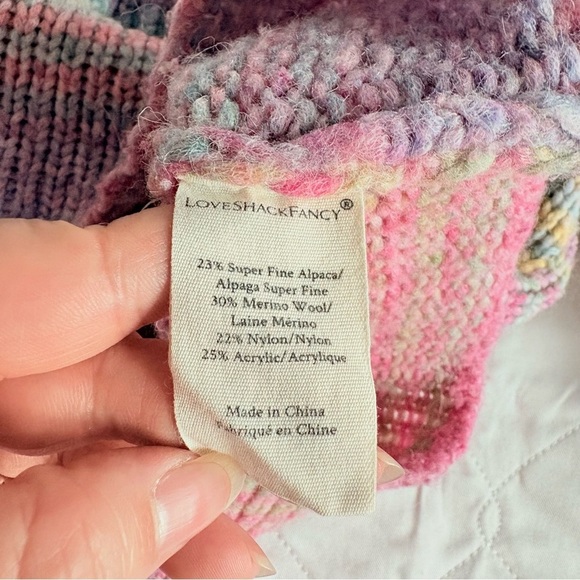 LOVESHACKFANCY®
23% Super Fine Alpaca/
Alpaga Super Fine
30% Merino Wool/
Laine Mérino
22% Nylon/Nylon
25% Acrylic/Acrylique
Made in China
Fabriqué en Chine